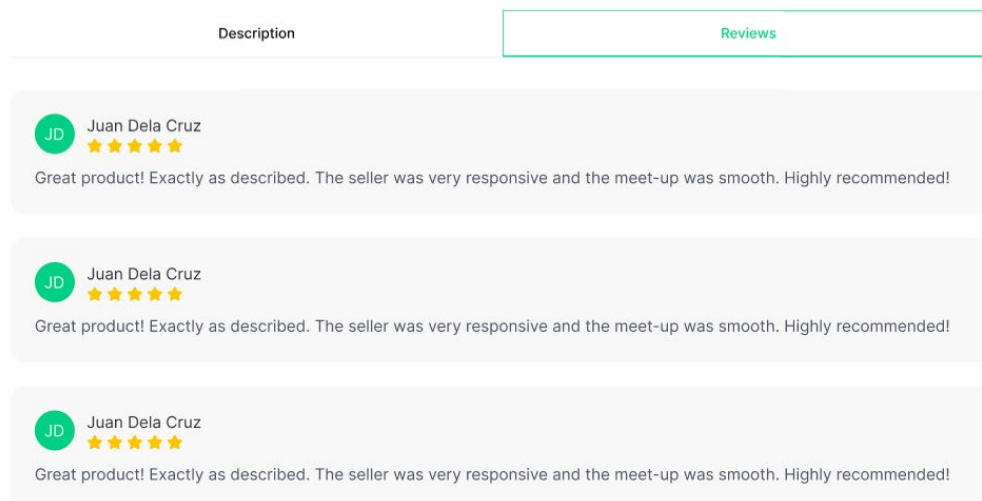 Description
Reviews
JD
Juan Dela Cruz
Great product! Exactly as described. The seller was very responsive and the meet-up was smooth. Highly recommended!
JD
Juan Dela Cruz
Great product! Exactly as described. The seller was very responsive and the meet-up was smooth. Highly recommended!
JD
Juan Dela Cruz
Great product! Exactly as described. The seller was very responsive and the meet-up was smooth. Highly recommended!